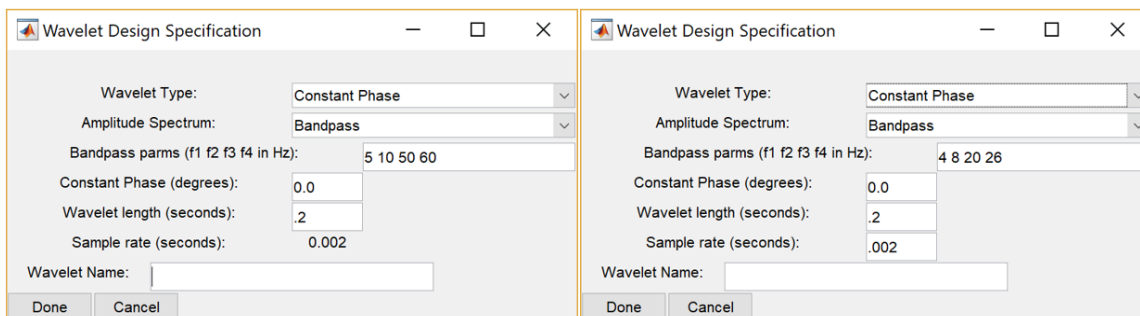 Wavelet Design Specification
Wavelet Type: Constant Phase
Amplitude Spectrum: Bandpass
Bandpass parms (f1 f2 f3 f4 in Hz): 5 10 50 60
Constant Phase (degrees): 0.0
Wavelet length (seconds): .2
Sample rate (seconds): 0.002
Wavelet Name:
Done Cancel
Wavelet Design Specification
Wavelet Type: Constant Phase
Amplitude Spectrum: Bandpass
Bandpass parms (f1 f2 f3 f4 in Hz): 4 8 20 26
Constant Phase (degrees): 0.0
Wavelet length (seconds): .2
Sample rate (seconds): .002
Wavelet Name:
Done Cancel